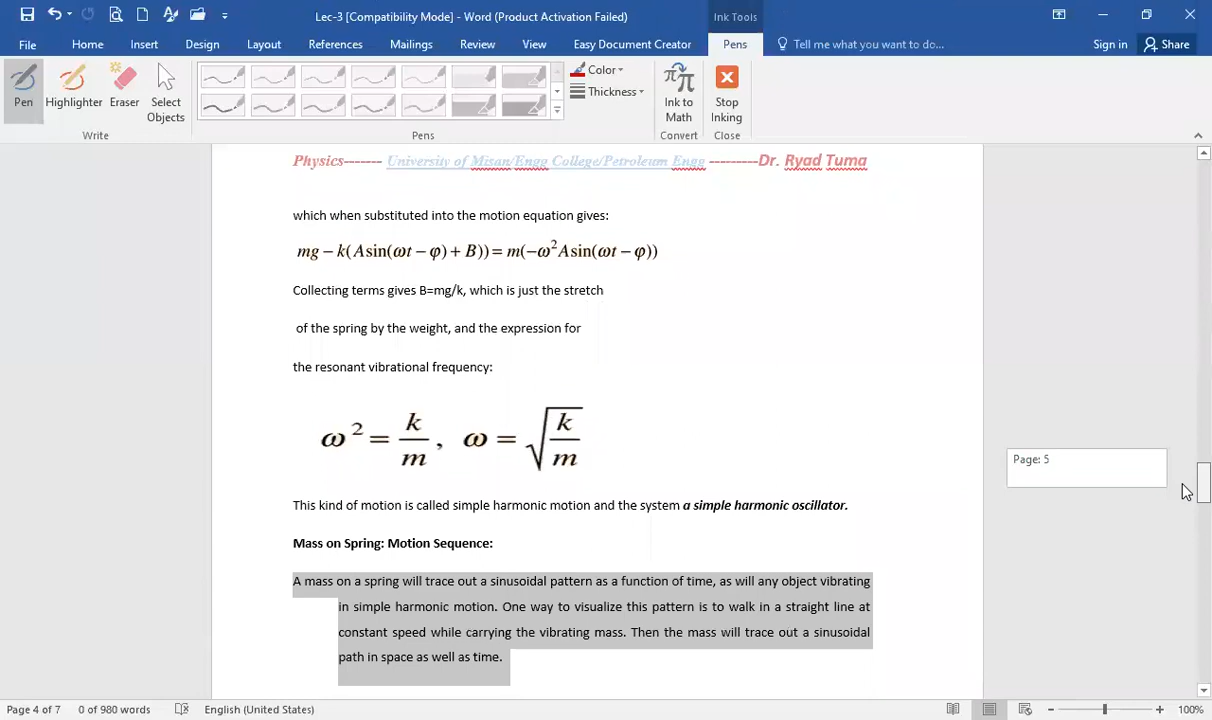 Lec-3 [Compatibility Mode] - Word (Product Activation Failed)
Ink Tools
File Home Insert Design Layout References Mailings Review View Easy Document Creator Pens Tell me what you want to do... Sign in Share
Pen Highlighter Eraser Select Objects
Color
Thickness
Ink to Math
Stop Inking
Write Pens Convert Close
Physics------- University of Misan/Engg College/Petroleum Engg ---------Dr. Ryad Tuma
which when substituted into the motion equation gives:
mg − k(Asin(ωt − φ) + B)) = m(−ω²Asin(ωt − φ))
Collecting terms gives B=mg/k, which is just the stretch
of the spring by the weight, and the expression for
the resonant vibrational frequency:
ω² = k/m, ω = √(k/m)
Page: 5
This kind of motion is called simple harmonic motion and the system a simple harmonic oscillator.
Mass on Spring: Motion Sequence:
A mass on a spring will trace out a sinusoidal pattern as a function of time, as will any object vibrating
in simple harmonic motion. One way to visualize this pattern is to walk in a straight line at
constant speed while carrying the vibrating mass. Then the mass will trace out a sinusoidal
path in space as well as time.
Page 4 of 7 0 of 980 words English (United States) 100%